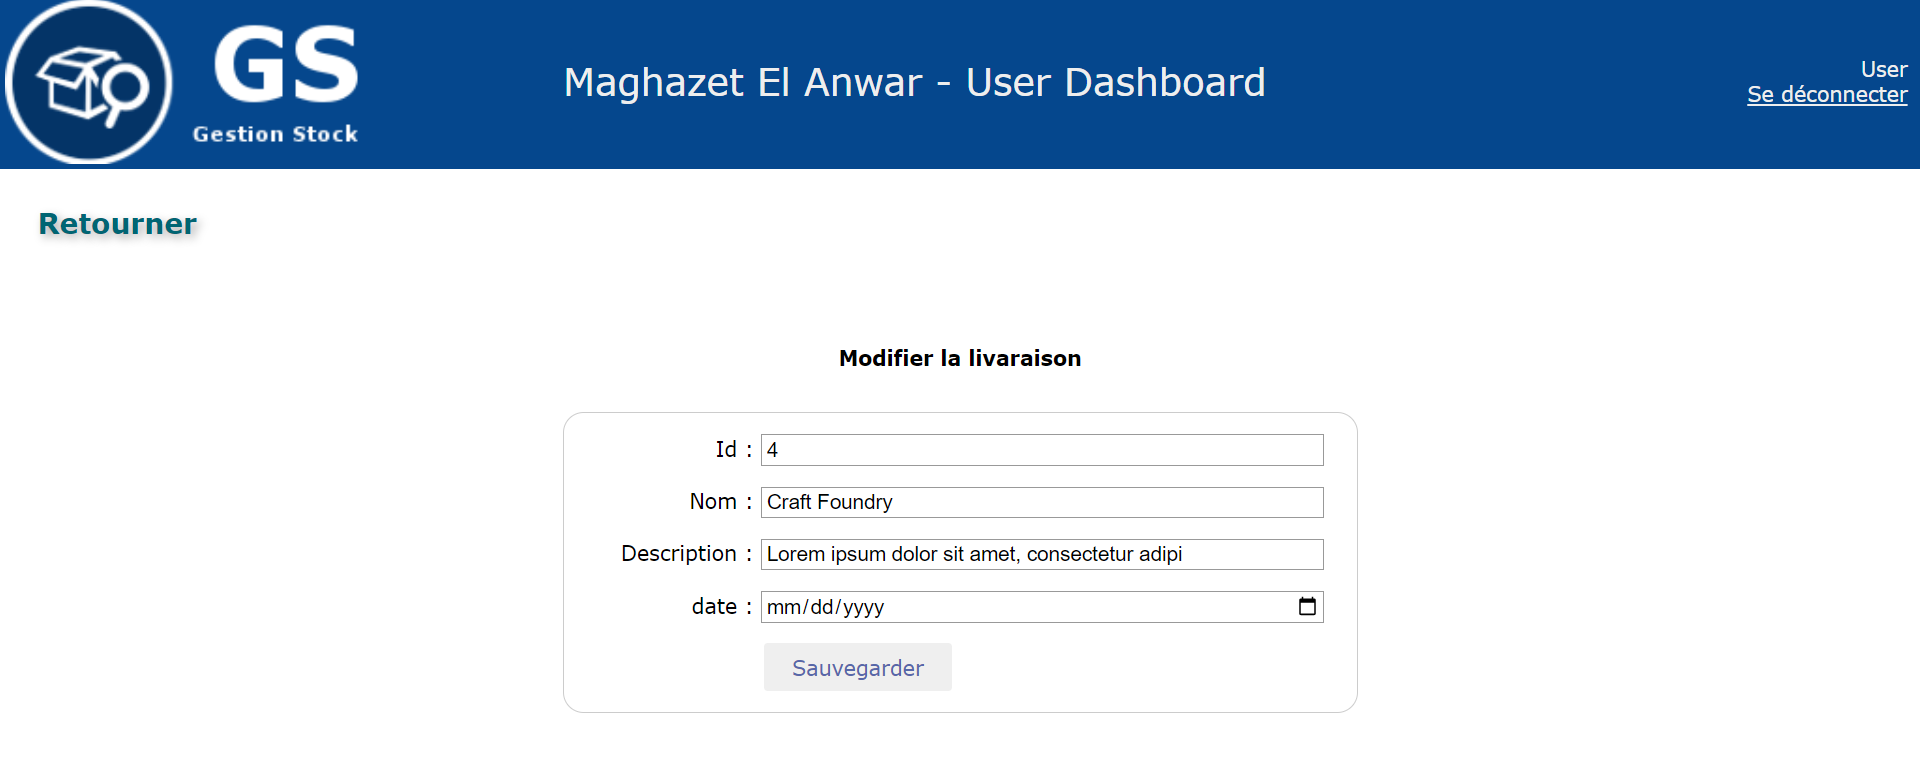 GS
Gestion Stock
Maghazet El Anwar - User Dashboard
User
Se déconnecter
Retourner
Modifier la livaraison
Id : 4
Nom : Craft Foundry
Description : Lorem ipsum dolor sit amet, consectetur adipi
date : mm/dd/yyyy
Sauvegarder